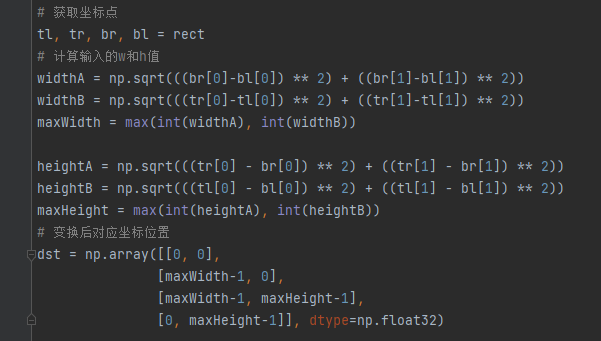 # 获取坐标点
tl, tr, br, bl = rect
# 计算输入的w和h值
widthA = np.sqrt(((br[0]-bl[0]) ** 2) + ((br[1]-bl[1]) ** 2))
widthB = np.sqrt(((tr[0]-tl[0]) ** 2) + ((tr[1]-tl[1]) ** 2))
maxWidth = max(int(widthA), int(widthB))

heightA = np.sqrt(((tr[0] - br[0]) ** 2) + ((tr[1] - br[1]) ** 2))
heightB = np.sqrt(((tl[0] - bl[0]) ** 2) + ((tl[1] - bl[1]) ** 2))
maxHeight = max(int(heightA), int(heightB))
# 变换后对应坐标位置
dst = np.array([[0, 0],
               [maxWidth-1, 0],
               [maxWidth-1, maxHeight-1],
               [0, maxHeight-1]], dtype=np.float32)